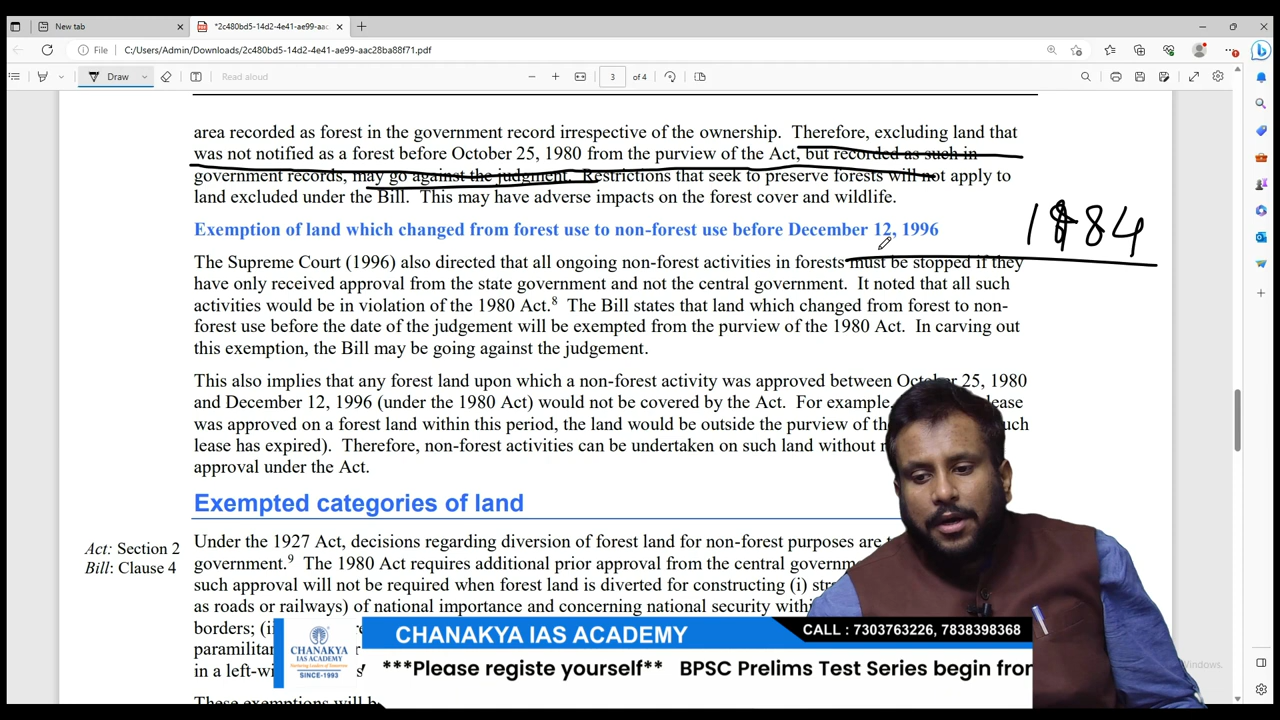 New tab
*2c480bd5-14d2-4e41-ae99-aac
File
C:/Users/Admin/Downloads/2c480bd5-14d2-4e41-ae99-aac28ba88f71.pdf
Draw
Read aloud
3
of 4
area recorded as forest in the government record irrespective of the ownership. Therefore, excluding land that
was not notified as a forest before October 25, 1980 from the purview of the Act, but recorded as such in
government records, may go against the judgment. Restrictions that seek to preserve forests will not apply to
land excluded under the Bill. This may have adverse impacts on the forest cover and wildlife.
Exemption of land which changed from forest use to non-forest use before December 12, 1996
1984
The Supreme Court (1996) also directed that all ongoing non-forest activities in forests must be stopped if they
have only received approval from the state government and not the central government. It noted that all such
activities would be in violation of the 1980 Act.8 The Bill states that land which changed from forest to non-
forest use before the date of the judgement will be exempted from the purview of the 1980 Act. In carving out
this exemption, the Bill may be going against the judgement.
This also implies that any forest land upon which a non-forest activity was approved between October 25, 1980
and December 12, 1996 (under the 1980 Act) would not be covered by the Act. For example, lease
was approved on a forest land within this period, the land would be outside the purview of the
lease has expired). Therefore, non-forest activities can be undertaken on such land without
approval under the Act.
Exempted categories of land
Act: Section 2
Bill: Clause 4
Under the 1927 Act, decisions regarding diversion of forest land for non-forest purposes are
government.9 The 1980 Act requires additional prior approval from the central
such approval will not be required when forest land is diverted for constructing (i)
as roads or railways) of national importance and concerning national security
borders;
in a
These exemptions will
CHANAKYA
IAS ACADEMY
SINCE-1993
CHANAKYA IAS ACADEMY
CALL : 7303763226, 7838398368
***Please registe yourself** BPSC Prelims Test Series begin from